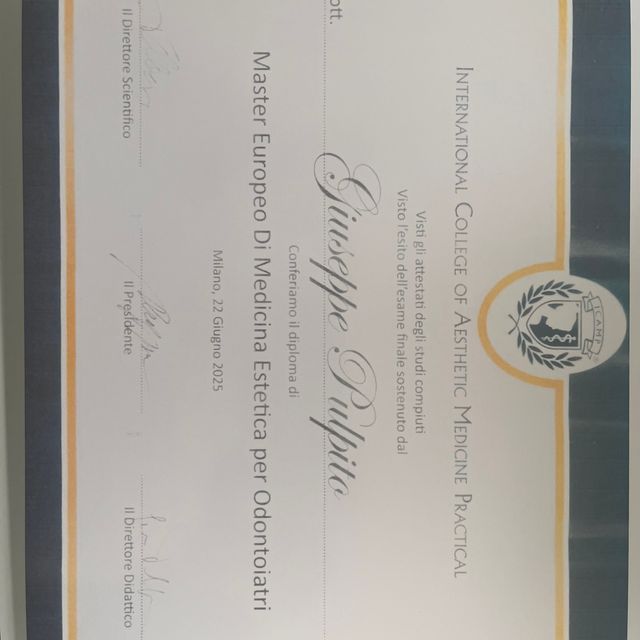 ICAMP
INTERNATIONAL COLLEGE OF AESTHETIC MEDICINE PRACTICAL
Visti gli attestati degli studi compiuti
Visto l'esito dell'esame finale sostenuto dal
ott. Giuseppe Pulpito
Conferiamo il diploma di
Master Europeo Di Medicina Estetica per Odontoiatri
Milano, 22 Giugno 2025
Il Direttore Scientifico
Il Presidente
Il Direttore Didattico